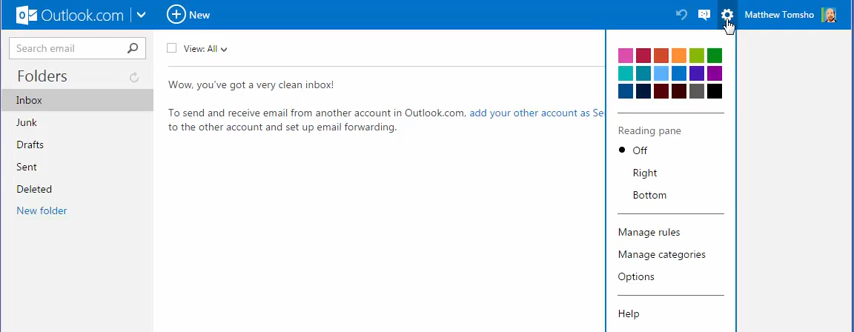 Outlook.com
New
Matthew Tomsho
Search email
View: All
Folders
Wow, you've got a very clean inbox!
Inbox
To send and receive email from another account in Outlook.com, add your other account as Se
to the other account and set up email forwarding.
Junk
Drafts
Sent
Deleted
New folder
Reading pane
Off
Right
Bottom
Manage rules
Manage categories
Options
Help